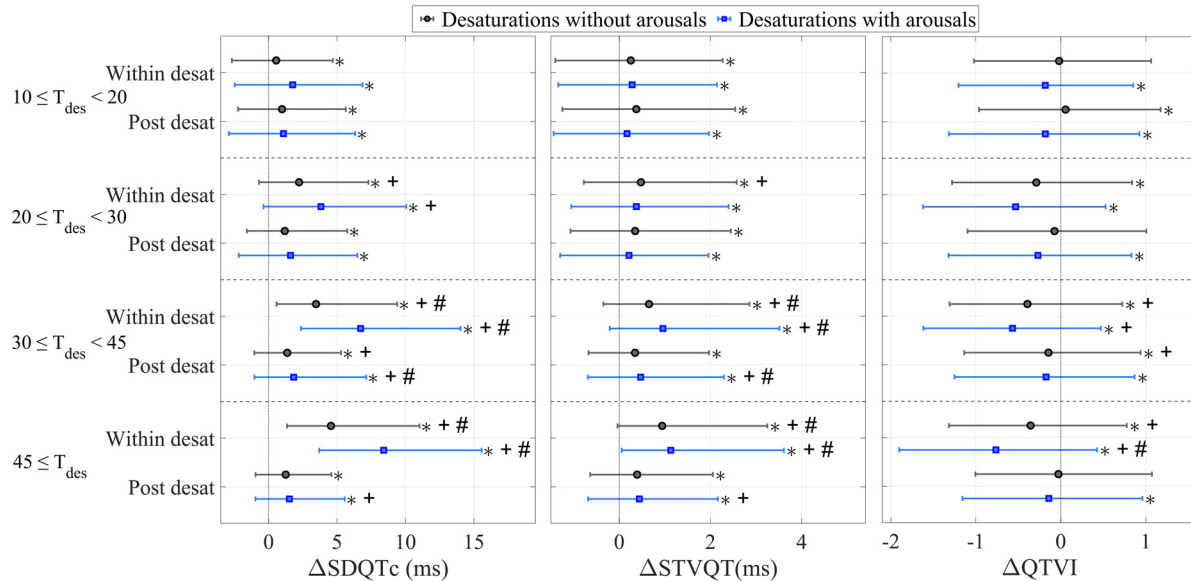 Desaturations without arousals Desaturations with arousals
10 ≤ T_des < 20
Within desat
* * *
* * *
Post desat
* * *
* * *
20 ≤ T_des < 30
Within desat
* + * + *
* + * *
Post desat
* *
* * *
30 ≤ T_des < 45
Within desat
* + # * + # * +
* + # * + # * +
Post desat
* + * * +
* + # * + # *
45 ≤ T_des
Within desat
* + # * + # * +
* + # * + # * + #
Post desat
* *
* + * + *
0 5 10 15
0 2 4
-2 -1 0 1
ΔSDQTc (ms)
ΔSTVQT(ms)
ΔQTVI